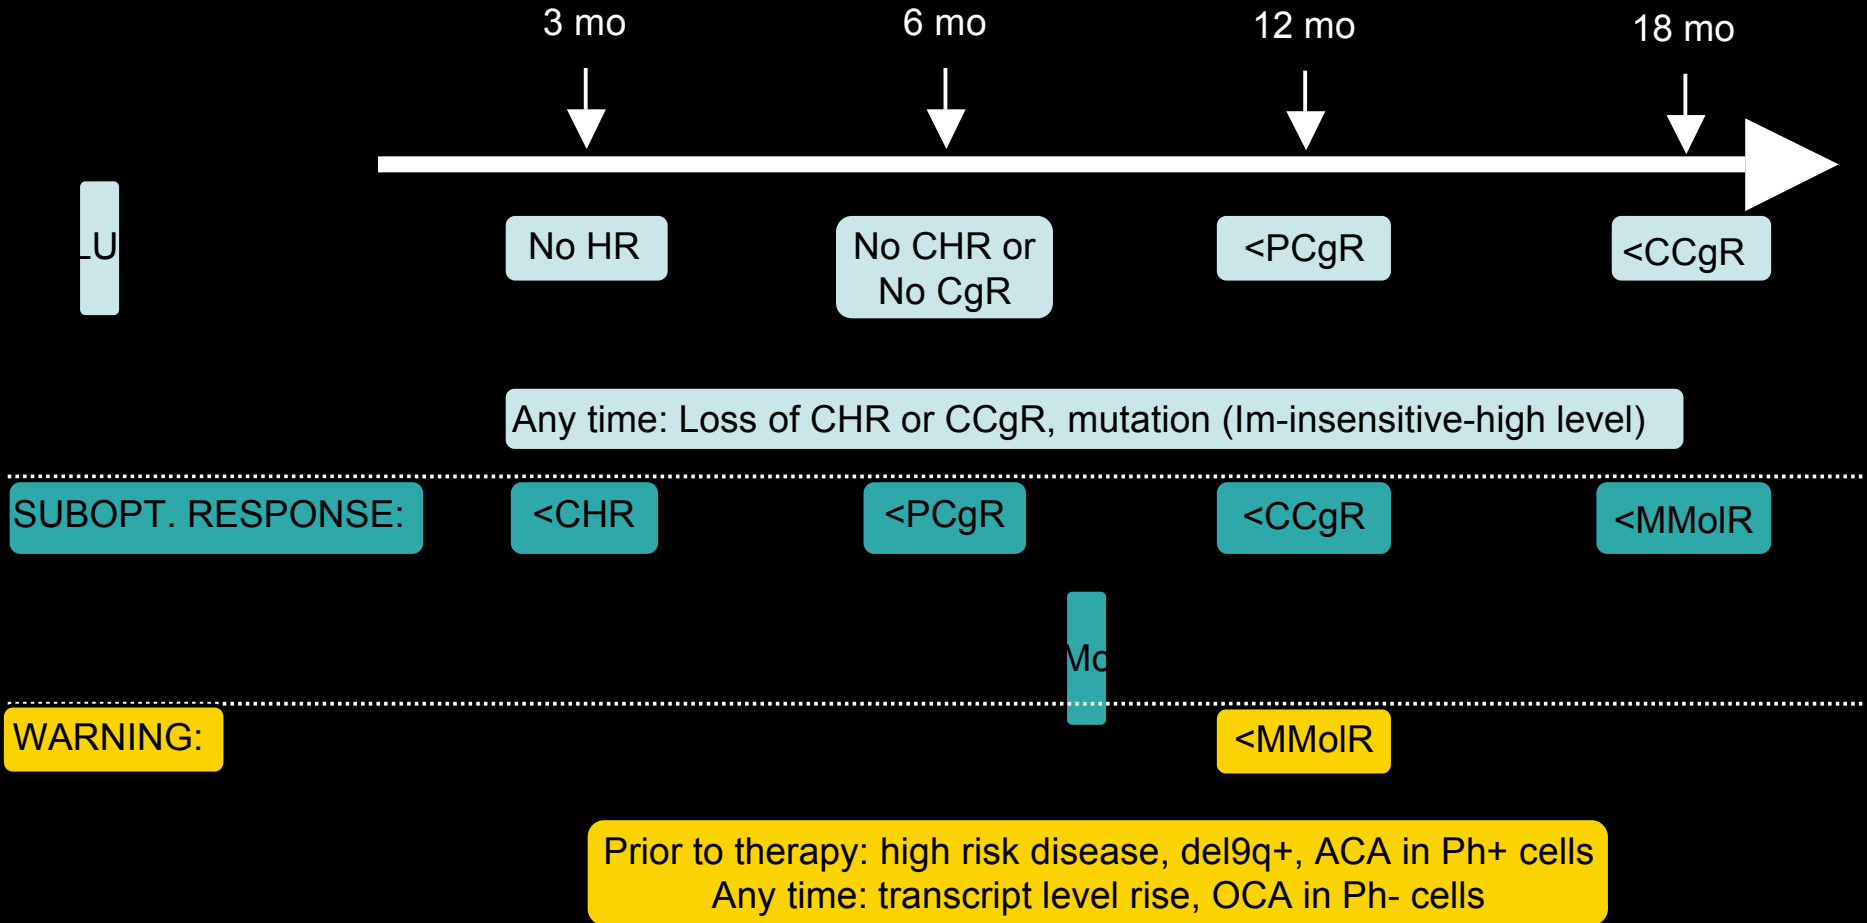 3 mo
6 mo
12 mo
18 mo
LU
No HR
No CHR or
No CgR
<PCgR
<CCgR
Any time: Loss of CHR or CCgR, mutation (Im-insensitive-high level)
SUBOPT. RESPONSE:
<CHR
<PCgR
<CCgR
<MMolR
Mo
WARNING:
<MMolR
Prior to therapy: high risk disease, del9q+, ACA in Ph+ cells
Any time: transcript level rise, OCA in Ph- cells